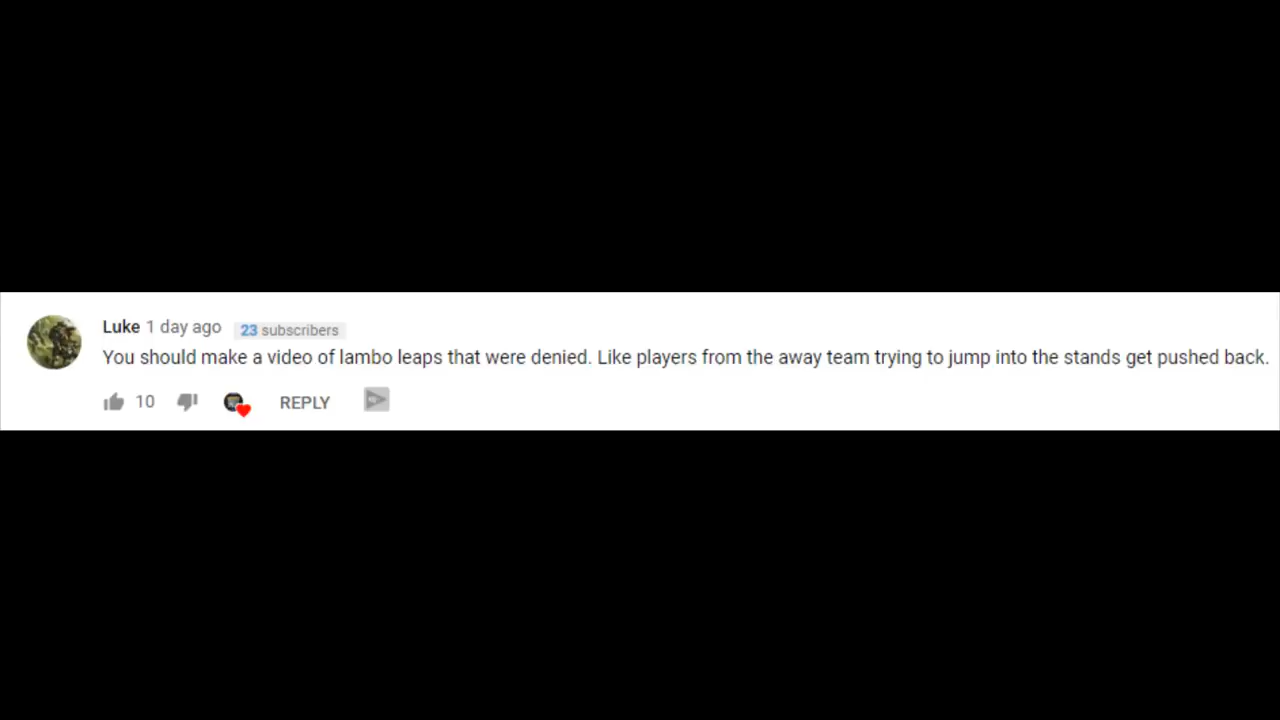 Luke 1 day ago 23 subscribers
You should make a video of lambo leaps that were denied. Like players from the away team trying to jump into the stands get pushed back.
10 REPLY